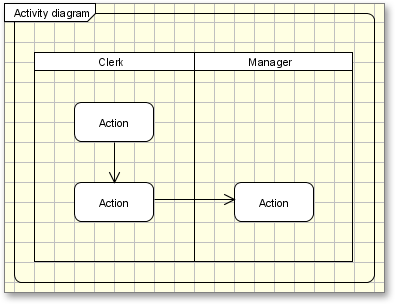 Activity diagram
Clerk
Manager
Action
Action
Action